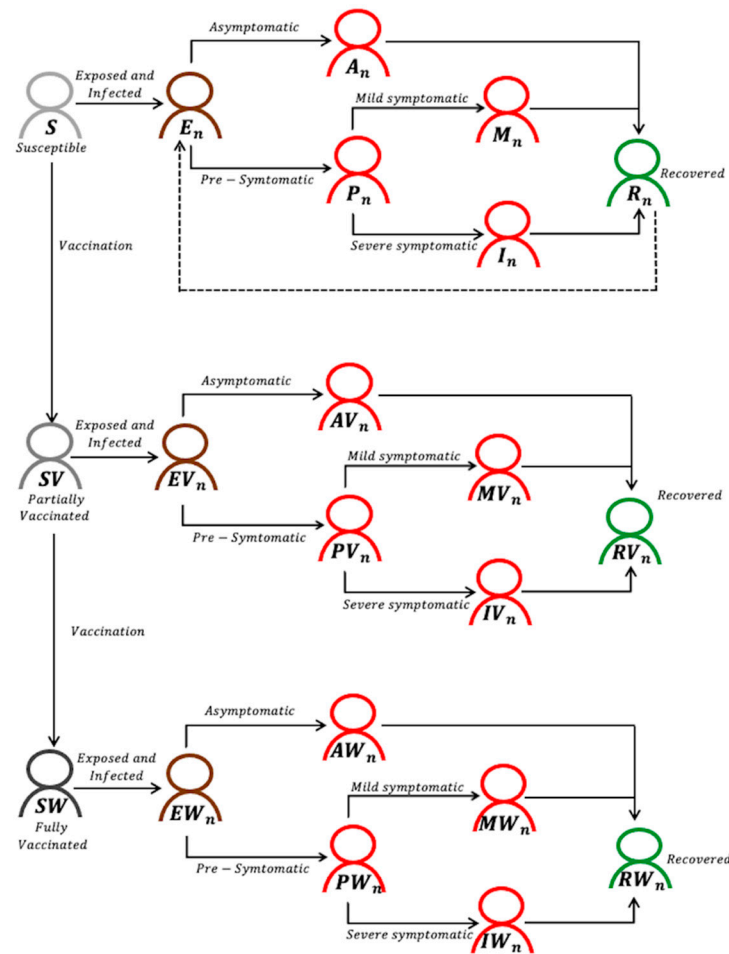 Asymptomatic
A_n
Exposed and
Infected
Mild symptomatic
S
E_n
M_n
Susceptible
Pre − Symtomatic
P_n
Recovered
R_n
Severe symptomatic
I_n
Vaccination
Asymptomatic
AV_n
Exposed and
Infected
Mild symptomatic
SV
EV_n
MV_n
Partially
Vaccinated
Recovered
Pre − Symtomatic
PV_n
RV_n
Severe symptomatic
IV_n
Vaccination
Asymptomatic
AW_n
Exposed and
Infected
Mild symptomatic
SW
EW_n
MW_n
Fully
Vaccinated
Pre − Symtomatic
PW_n
Recovered
RW_n
Severe symptomatic
IW_n